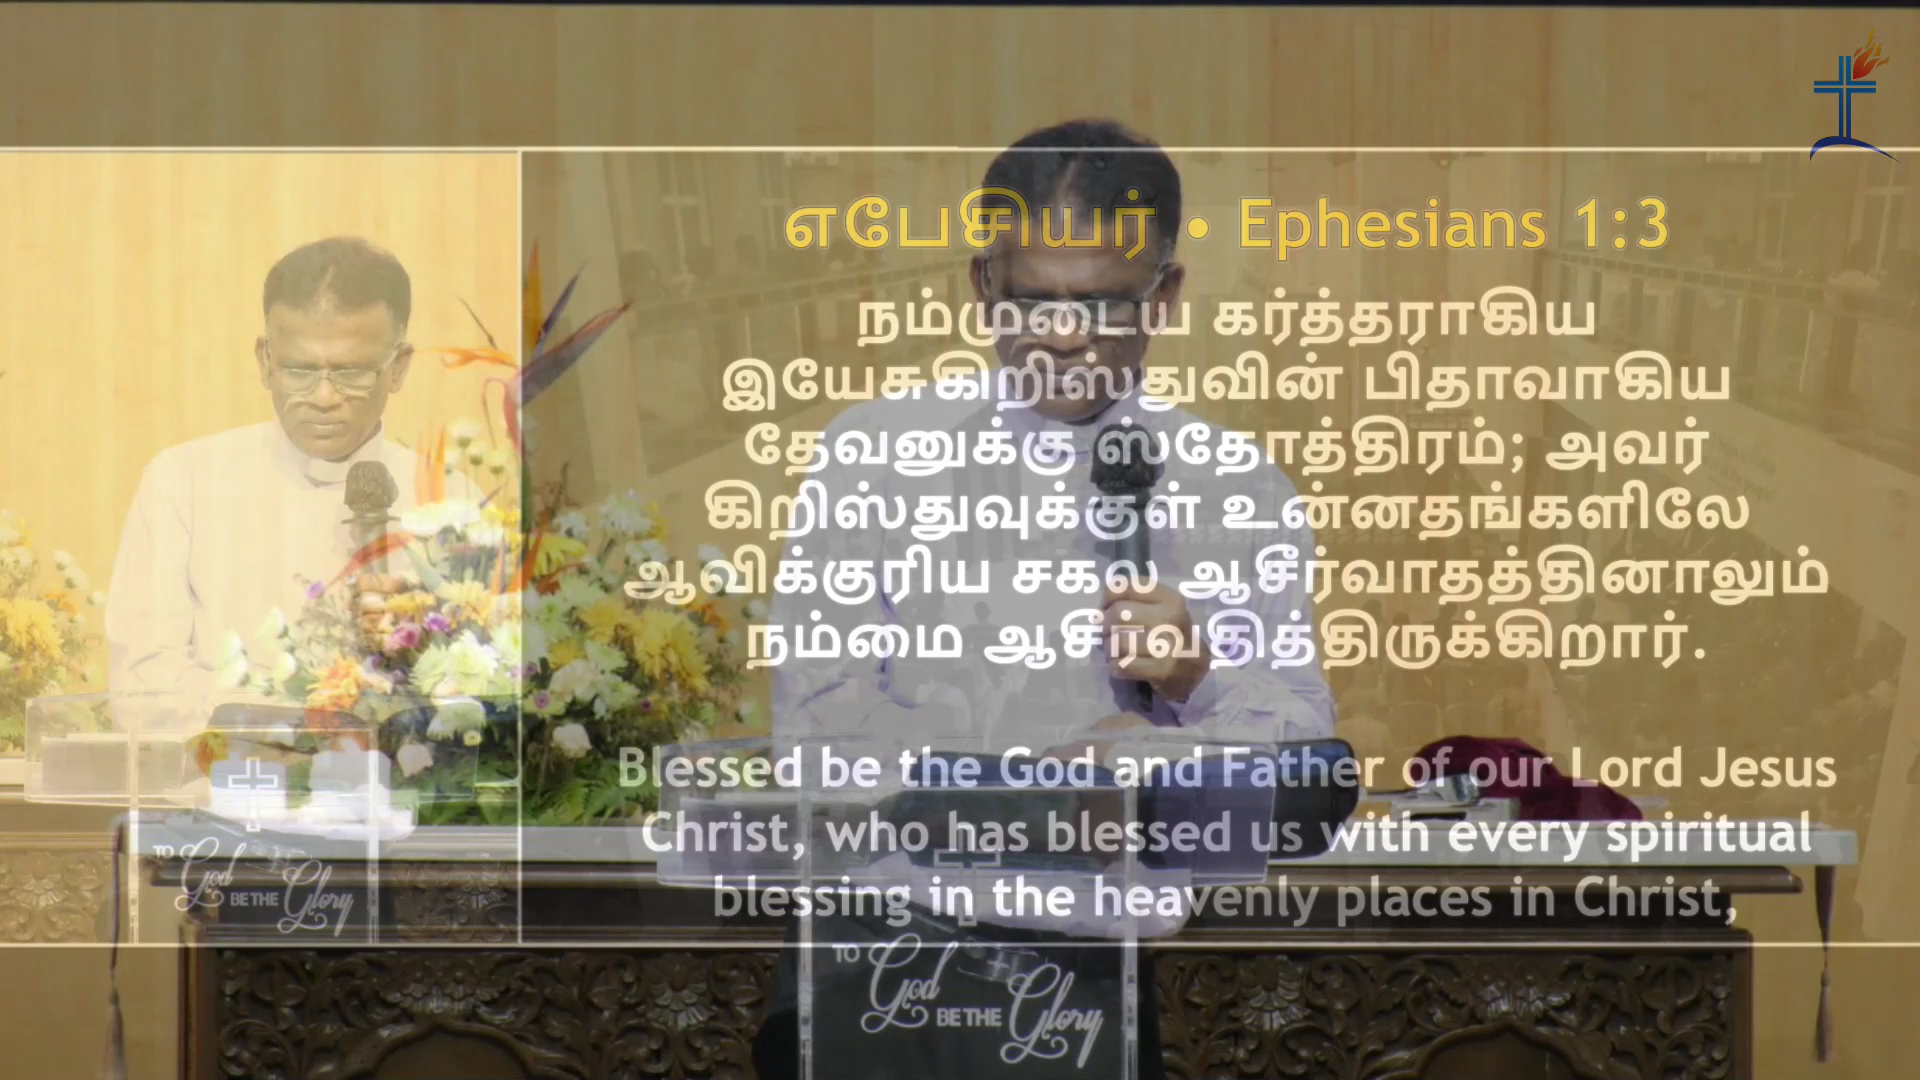 எபேசியர் • Ephesians 1:3
நம்முடைய கர்த்தராகிய
இயேசுகிறிஸ்துவின் பிதாவாகிய
தேவனுக்கு ஸ்தோத்திரம்; அவர்
கிறிஸ்துவுக்குள் உன்னதங்களிலே
ஆவிக்குரிய சகல ஆசீர்வாதத்தினாலும்
நம்மை ஆசீர்வதித்திருக்கிறார்.
Blessed be the God and Father of our Lord Jesus
Christ, who has blessed us with every spiritual
blessing in the heavenly places in Christ,
TO
God
BE THE Glory
TO
God
BE THE Glory